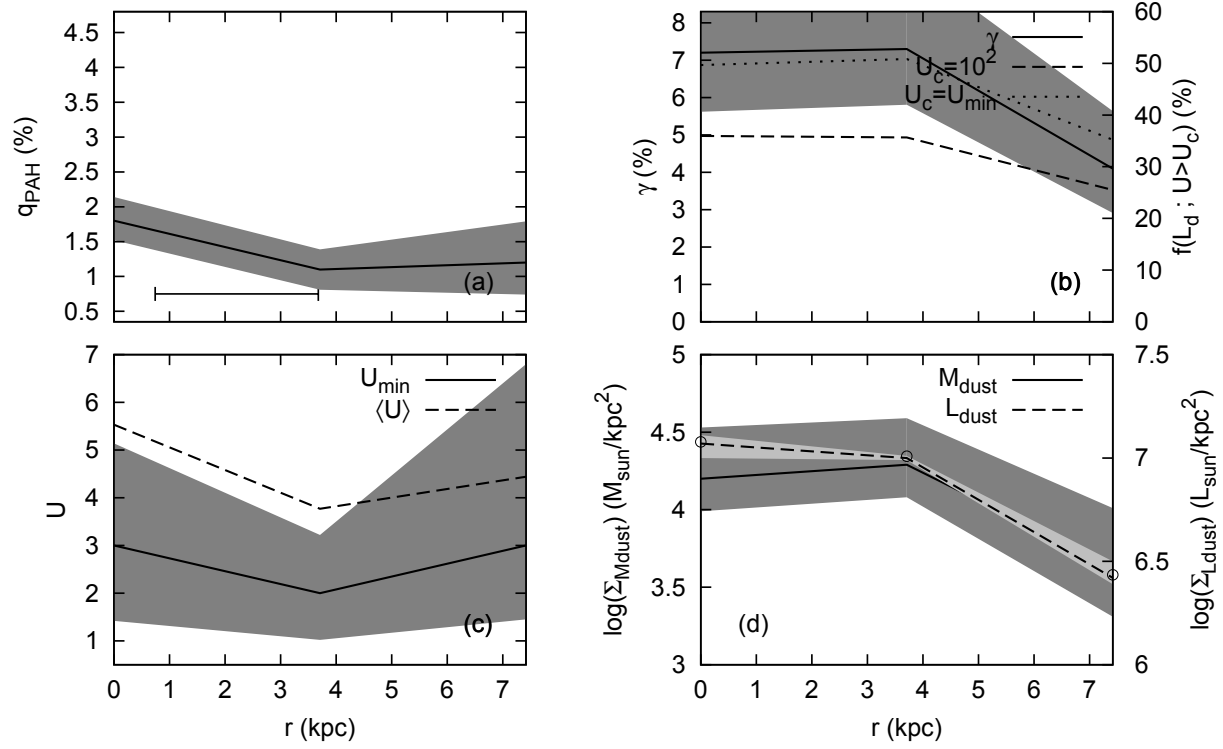 4.5
4
3.5
3
2.5
2
1.5
1
0.5
q_PAH (%)
(a)
8
7
6
5
4
3
2
1
0
γ (%)
γ
U_c=10^2
U_c=U_min
(b)
60
50
40
30
20
10
0
f(L_d ; U>U_c) (%)
7
6
5
4
3
2
1
U
U_min
⟨U⟩
(c)
0 1 2 3 4 5 6 7
r (kpc)
5
4.5
4
3.5
3
log(Σ_Mdust) (M_sun/kpc^2)
M_dust
L_dust
(d)
7.5
7
6.5
6
log(Σ_Ldust) (L_sun/kpc^2)
0 1 2 3 4 5 6 7
r (kpc)